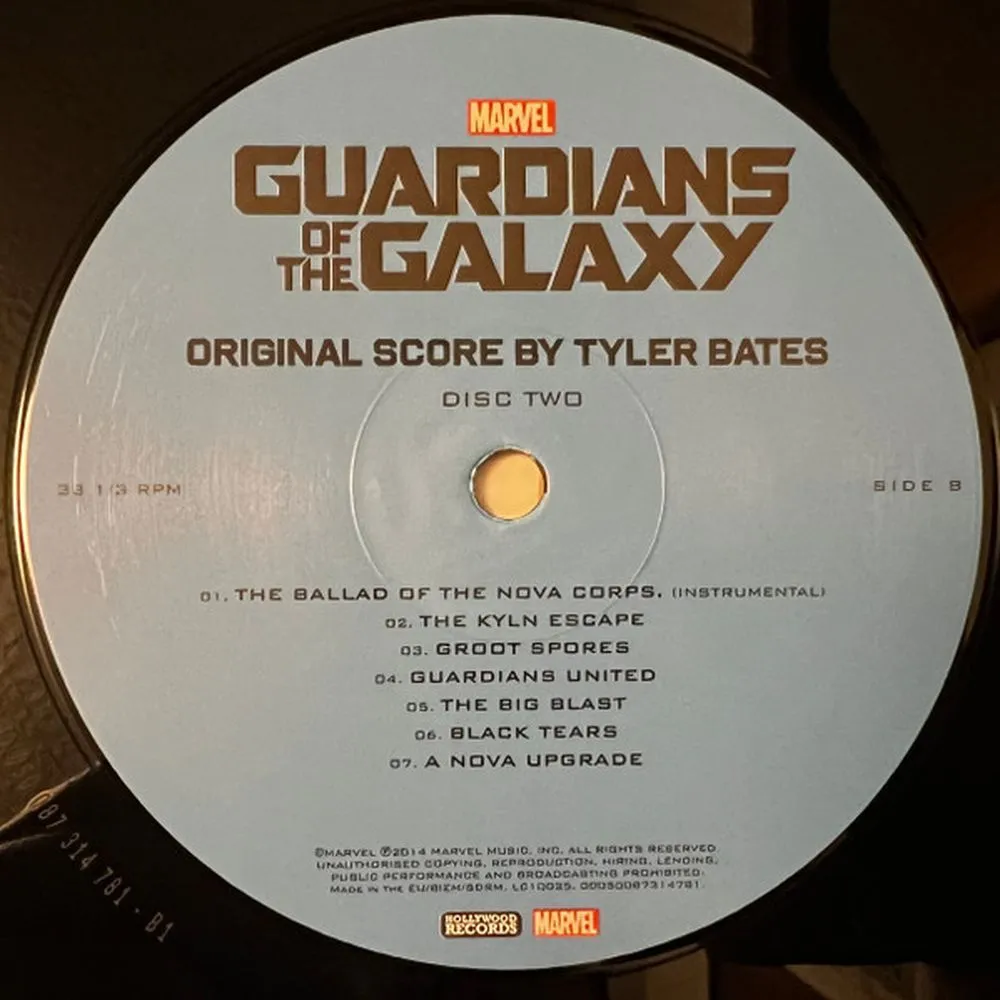 MARVEL
GUARDIANS
OF THE GALAXY
ORIGINAL SCORE BY TYLER BATES
DISC TWO
33 1/3 RPM
SIDE B
01. THE BALLAD OF THE NOVA CORPS. (INSTRUMENTAL)
02. THE KYLN ESCAPE
03. GROOT SPORES
04. GUARDIANS UNITED
05. THE BIG BLAST
06. BLACK TEARS
07. A NOVA UPGRADE
©MARVEL ℗2014 MARVEL MUSIC, INC. ALL RIGHTS RESERVED.
UNAUTHORISED COPYING, REPRODUCTION, HIRING, LENDING,
PUBLIC PERFORMANCE AND BROADCASTING PROHIBITED.
MADE IN THE EU/BIEM/GDRM. LC10025. 00050087314781.
HOLLYWOOD RECORDS MARVEL
087 314 781 - B1